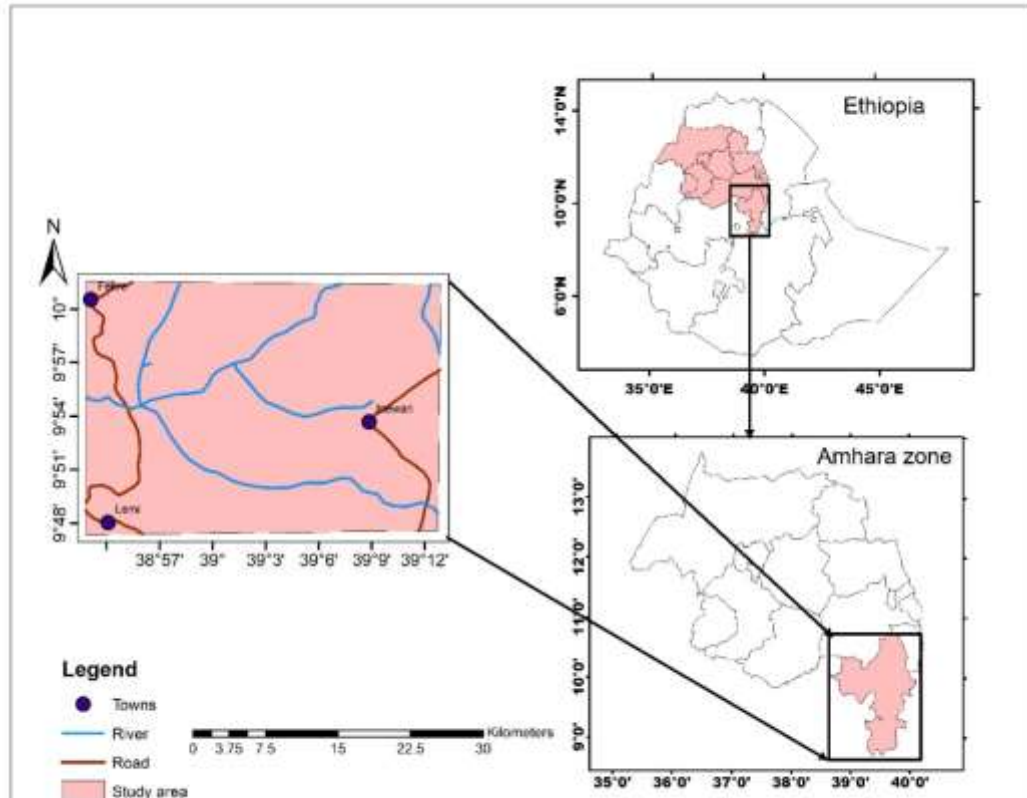 Ethiopia
14°0'N
10°0'N
6°0'N
35°0'E
40°0'E
45°0'E
N
10°
9°57'
9°54'
9°51'
9°48'
Lemi
38°57'
39°
39°3'
39°6'
39°9'
39°12'
Amhara zone
13°0'
12°0'
11°0'
10°0'
9°0'
35°0'
36°0'
37°0'
38°0'
39°0'
40°0'
Legend
Towns
River
Road
Study area
0 3.75 7.5 15 22.5 30
Kilometers